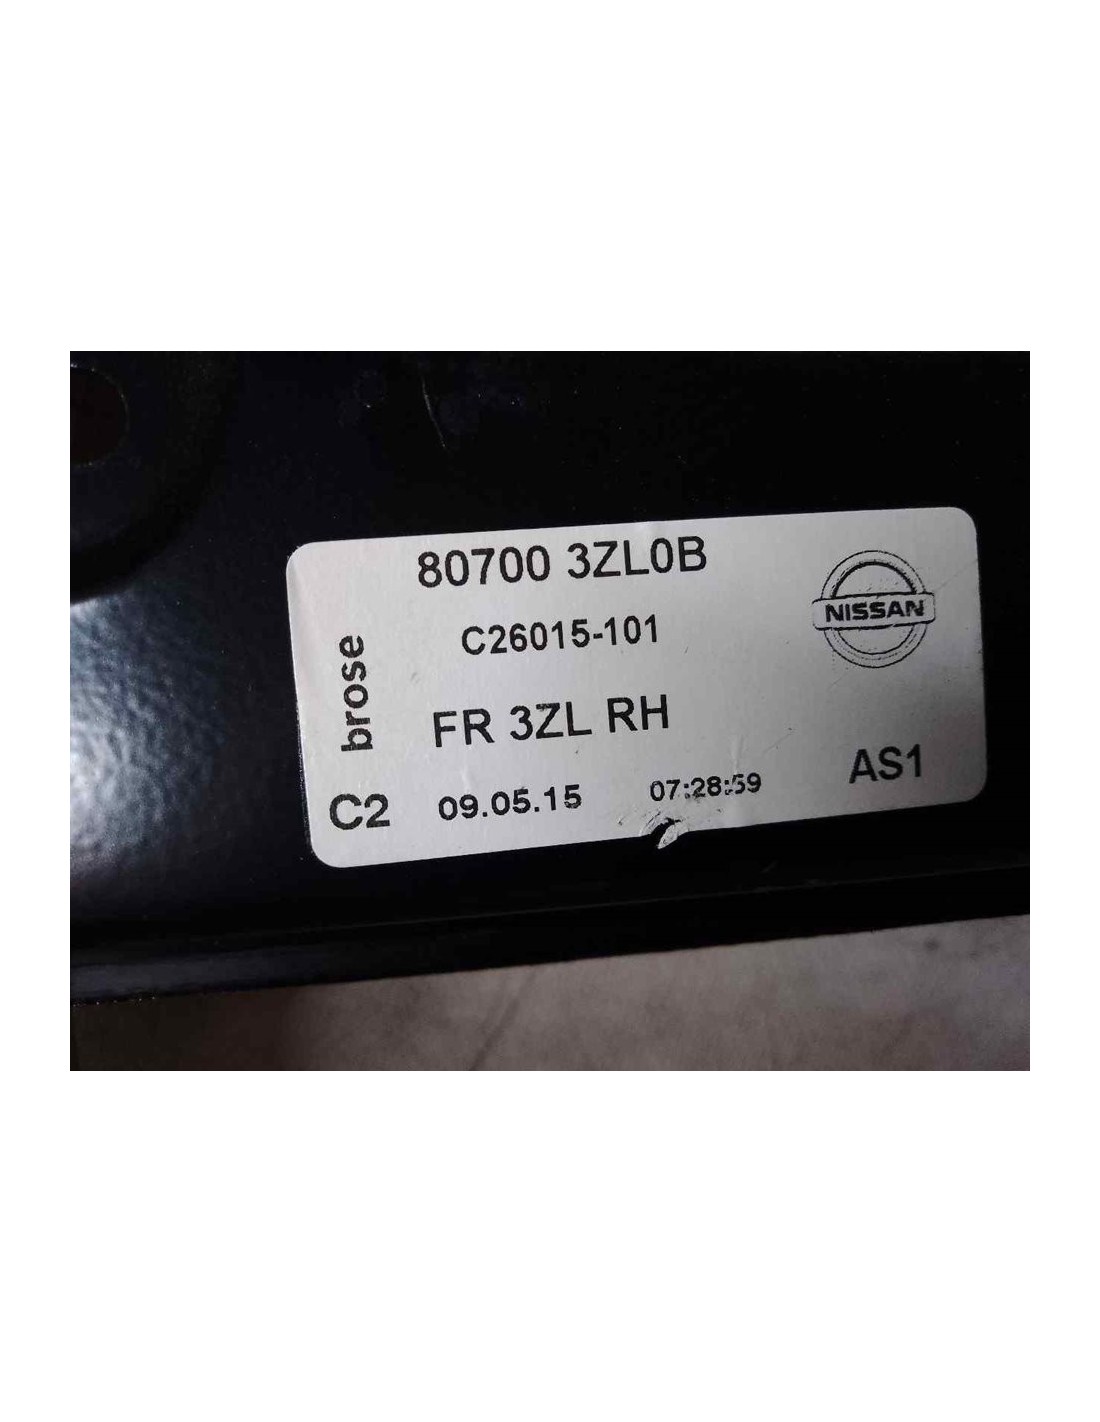 80700 3ZL0B
C26015-101
NISSAN
brose
FR 3ZL RH
C2 09.05.15 07:28:59 AS1